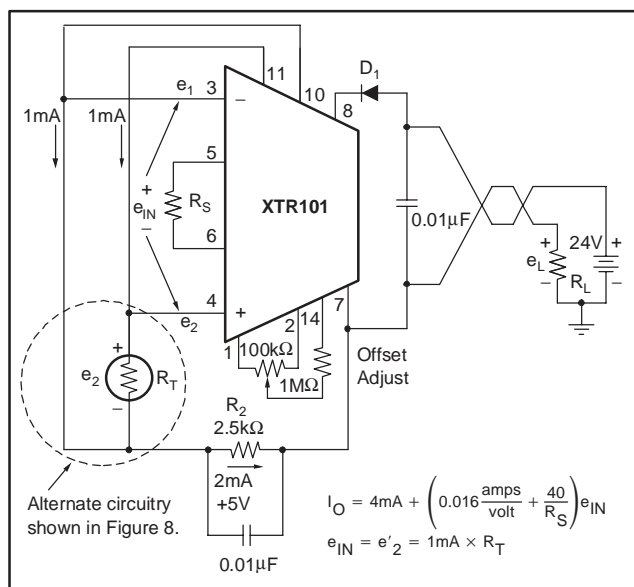 11
D1
e1
10
3
−
8
1mA
1mA
5
+
eIN
−
RS
XTR101
0.01μF
6
24V
+
+
eL
RL
−
−
4
+
e2
2
14
7
1
100kΩ
1MΩ
Offset
Adjust
+
e2
RT
−
R2
2.5kΩ
2mA
+5V
0.01μF
Alternate circuitry
shown in Figure 8.
IO = 4mA + (0.016 amps/volt + 40/RS) eIN
eIN = e′2 = 1mA × RT